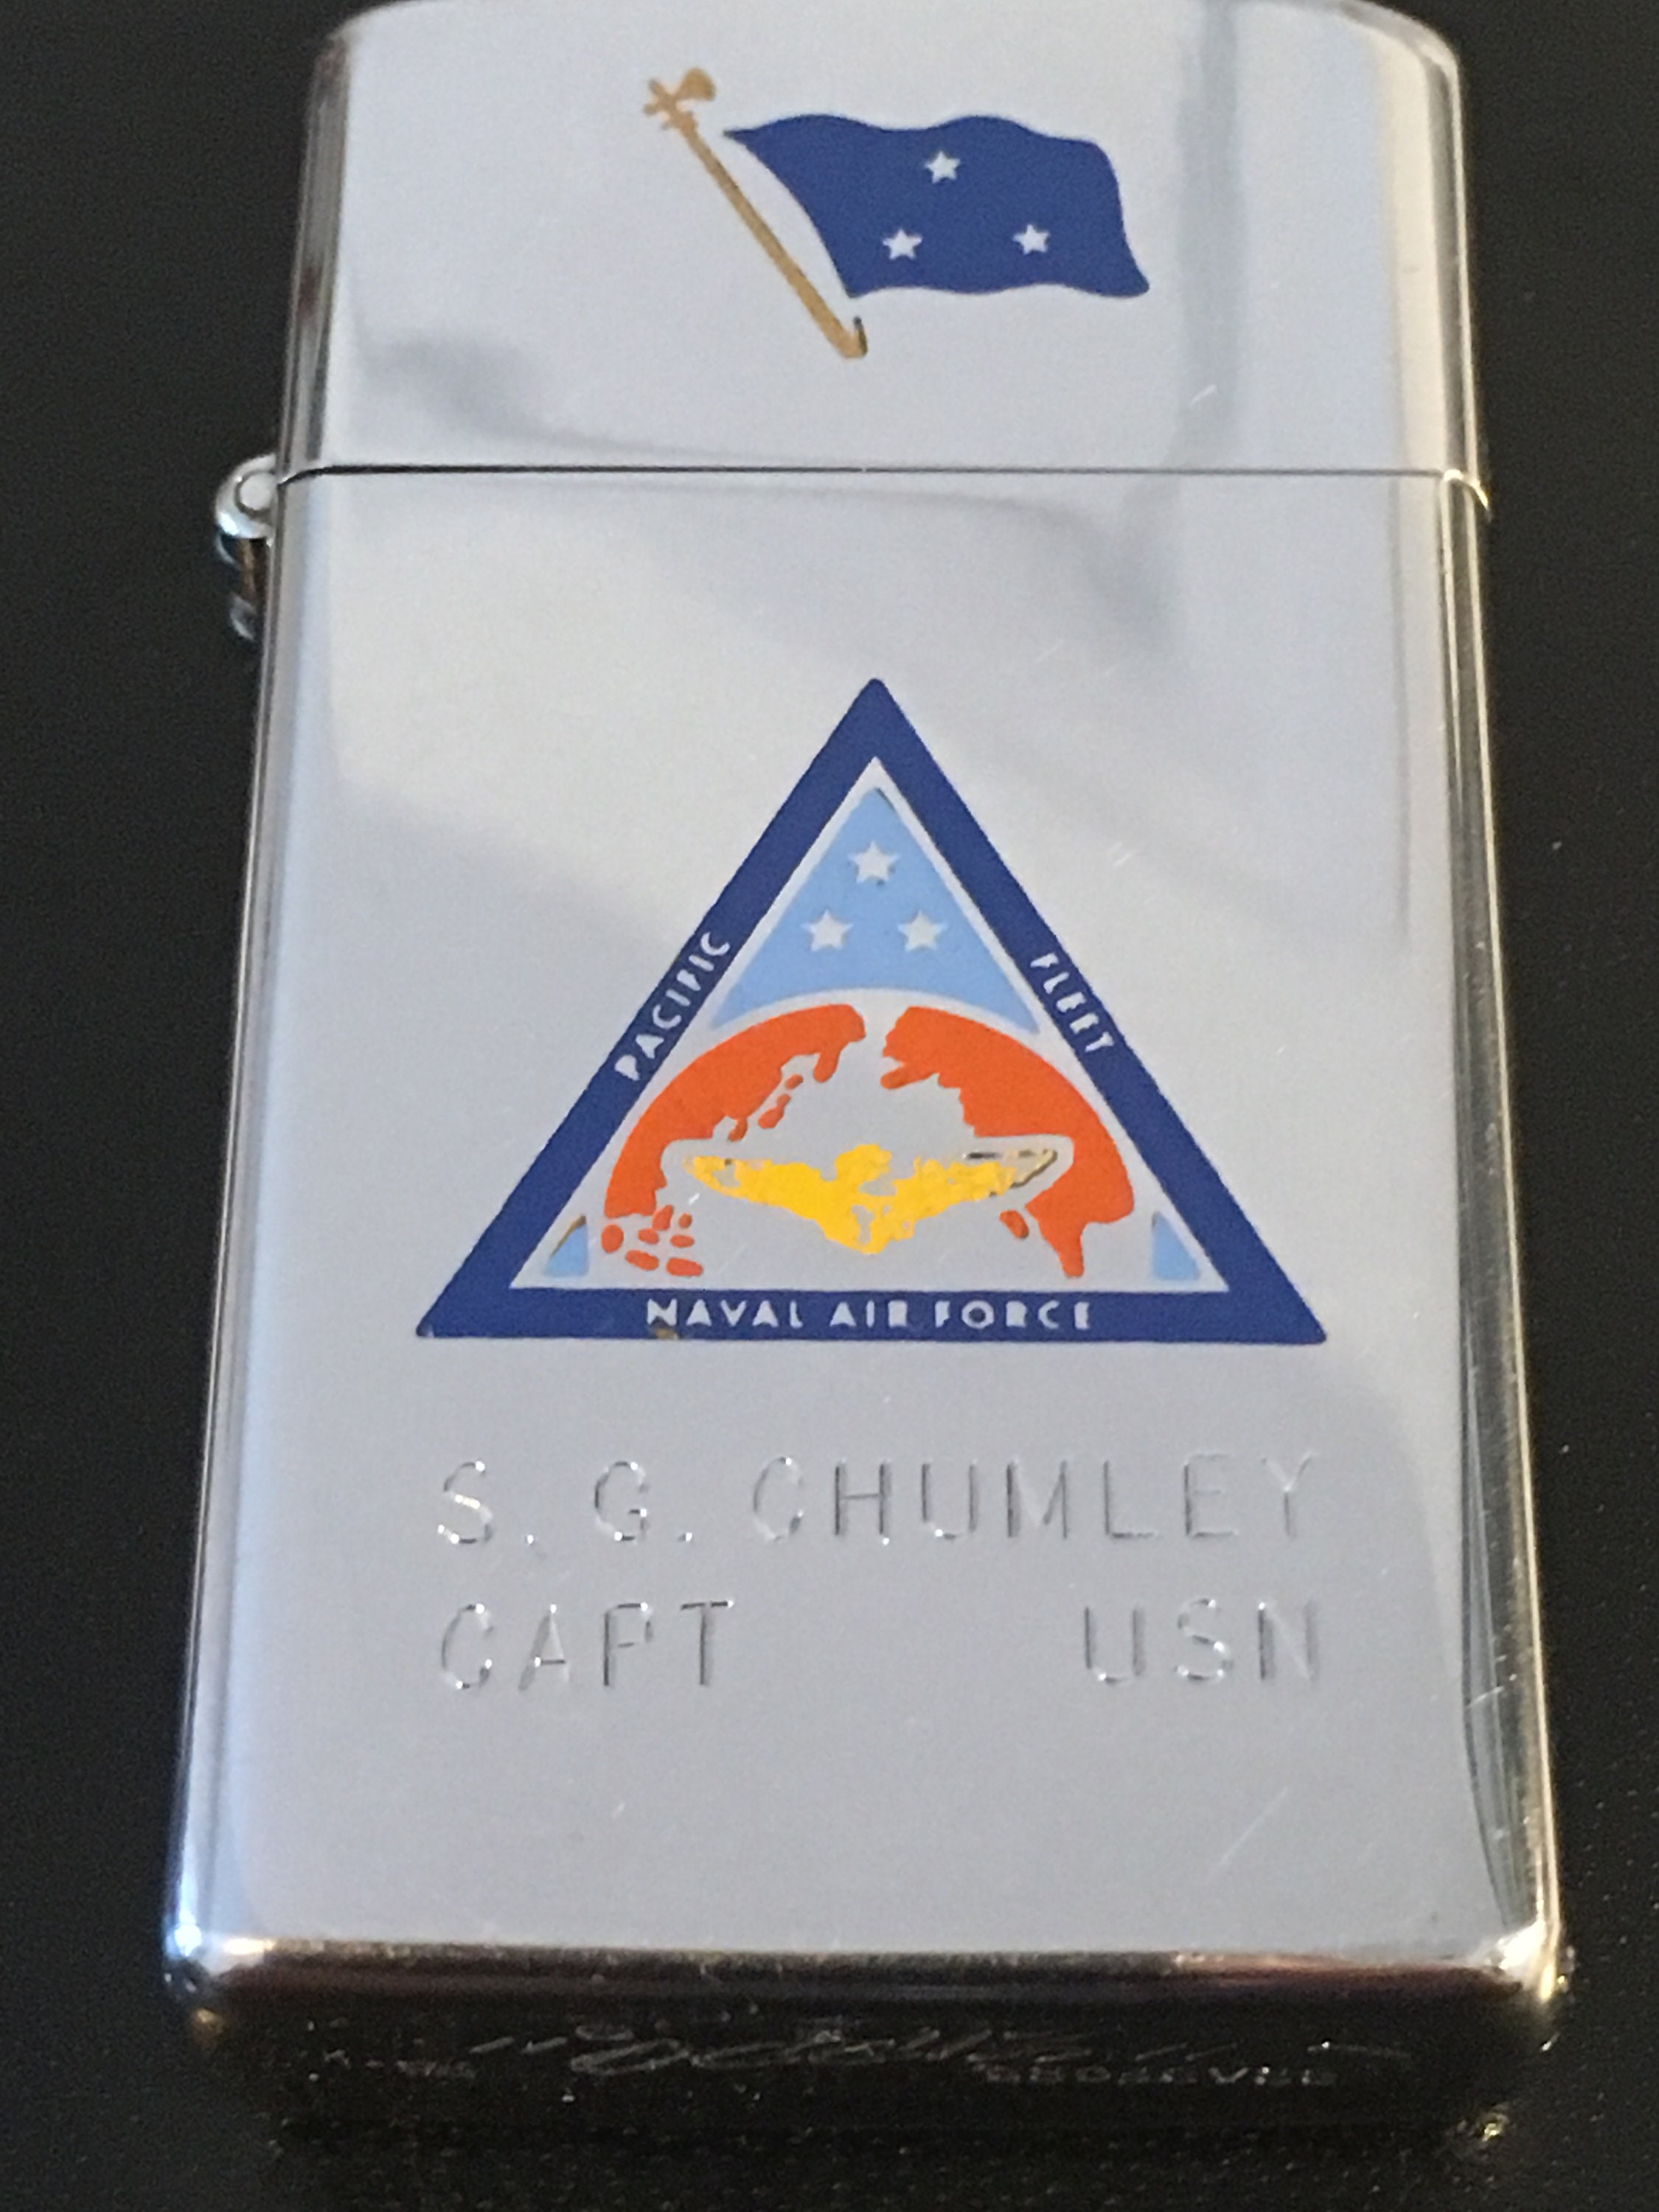 PACIFIC
FLEET
NAVAL AIR FORCE
S. G. CHUMLEY
CAPT USN